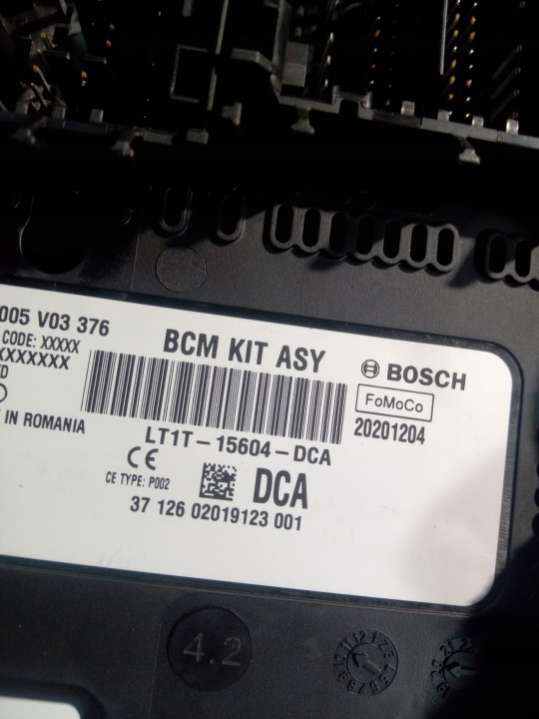 005 V03 376
CODE: XXXXX
XXXXXXX
BCM KIT ASY
BOSCH
FoMoCo
20201204
IN ROMANIA
LT1T-15604-DCA
CE
CE TYPE: P002
DCA
37 126 02019123 001
4.2